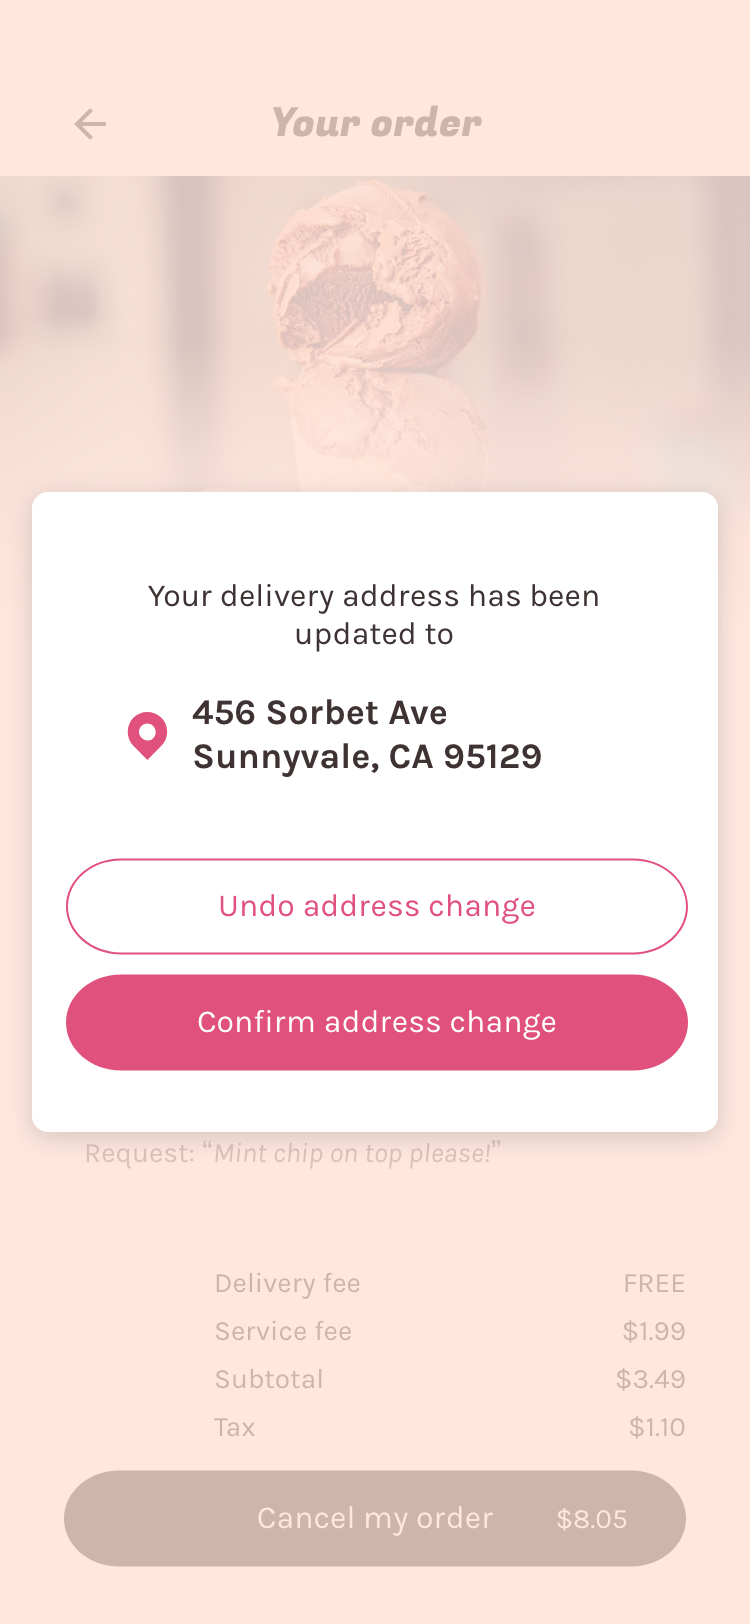 Your order
Your delivery address has been
updated to
456 Sorbet Ave
Sunnyvale, CA 95129
Undo address change
Confirm address change
Request: “Mint chip on top please!”
Delivery fee FREE
Service fee $1.99
Subtotal $3.49
Tax $1.10
Cancel my order $8.05